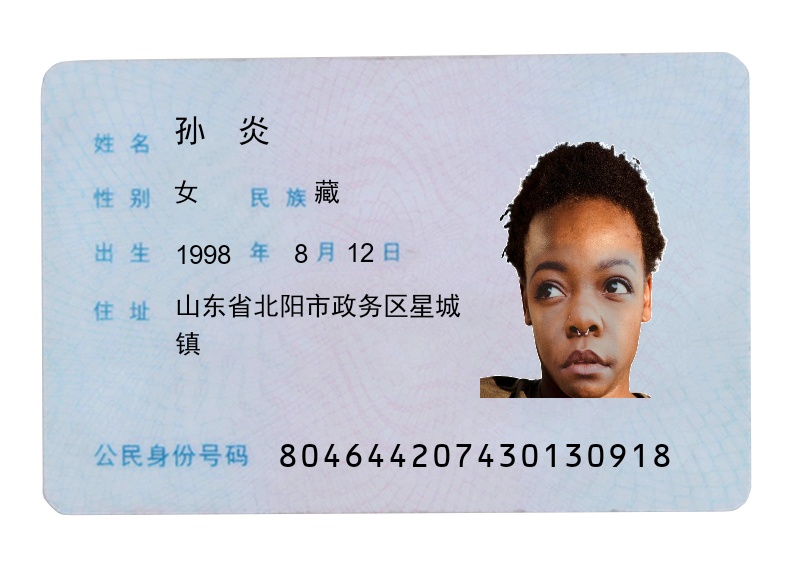 姓名 孙 炎
性别 女 民族 藏
出生 1998 年 8 月 12 日
住址 山东省北阳市政务区星城
镇
公民身份号码 804644207430130918